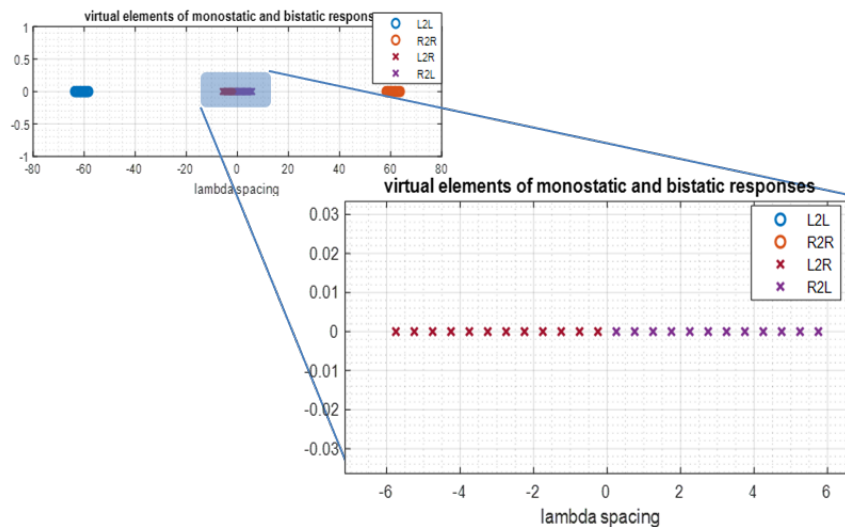 virtual elements of monostatic and bistatic respons
L2L
R2R
L2R
R2L
1
0.5
0
-0.5
-1
-80
-60
-40
-20
0
20
40
60
80
lambda spacing
virtual elements of monostatic and bistatic responses
L2L
R2R
L2R
R2L
0.03
0.02
0.01
0
-0.01
-0.02
-0.03
-6
-4
-2
0
2
4
6
lambda spacing